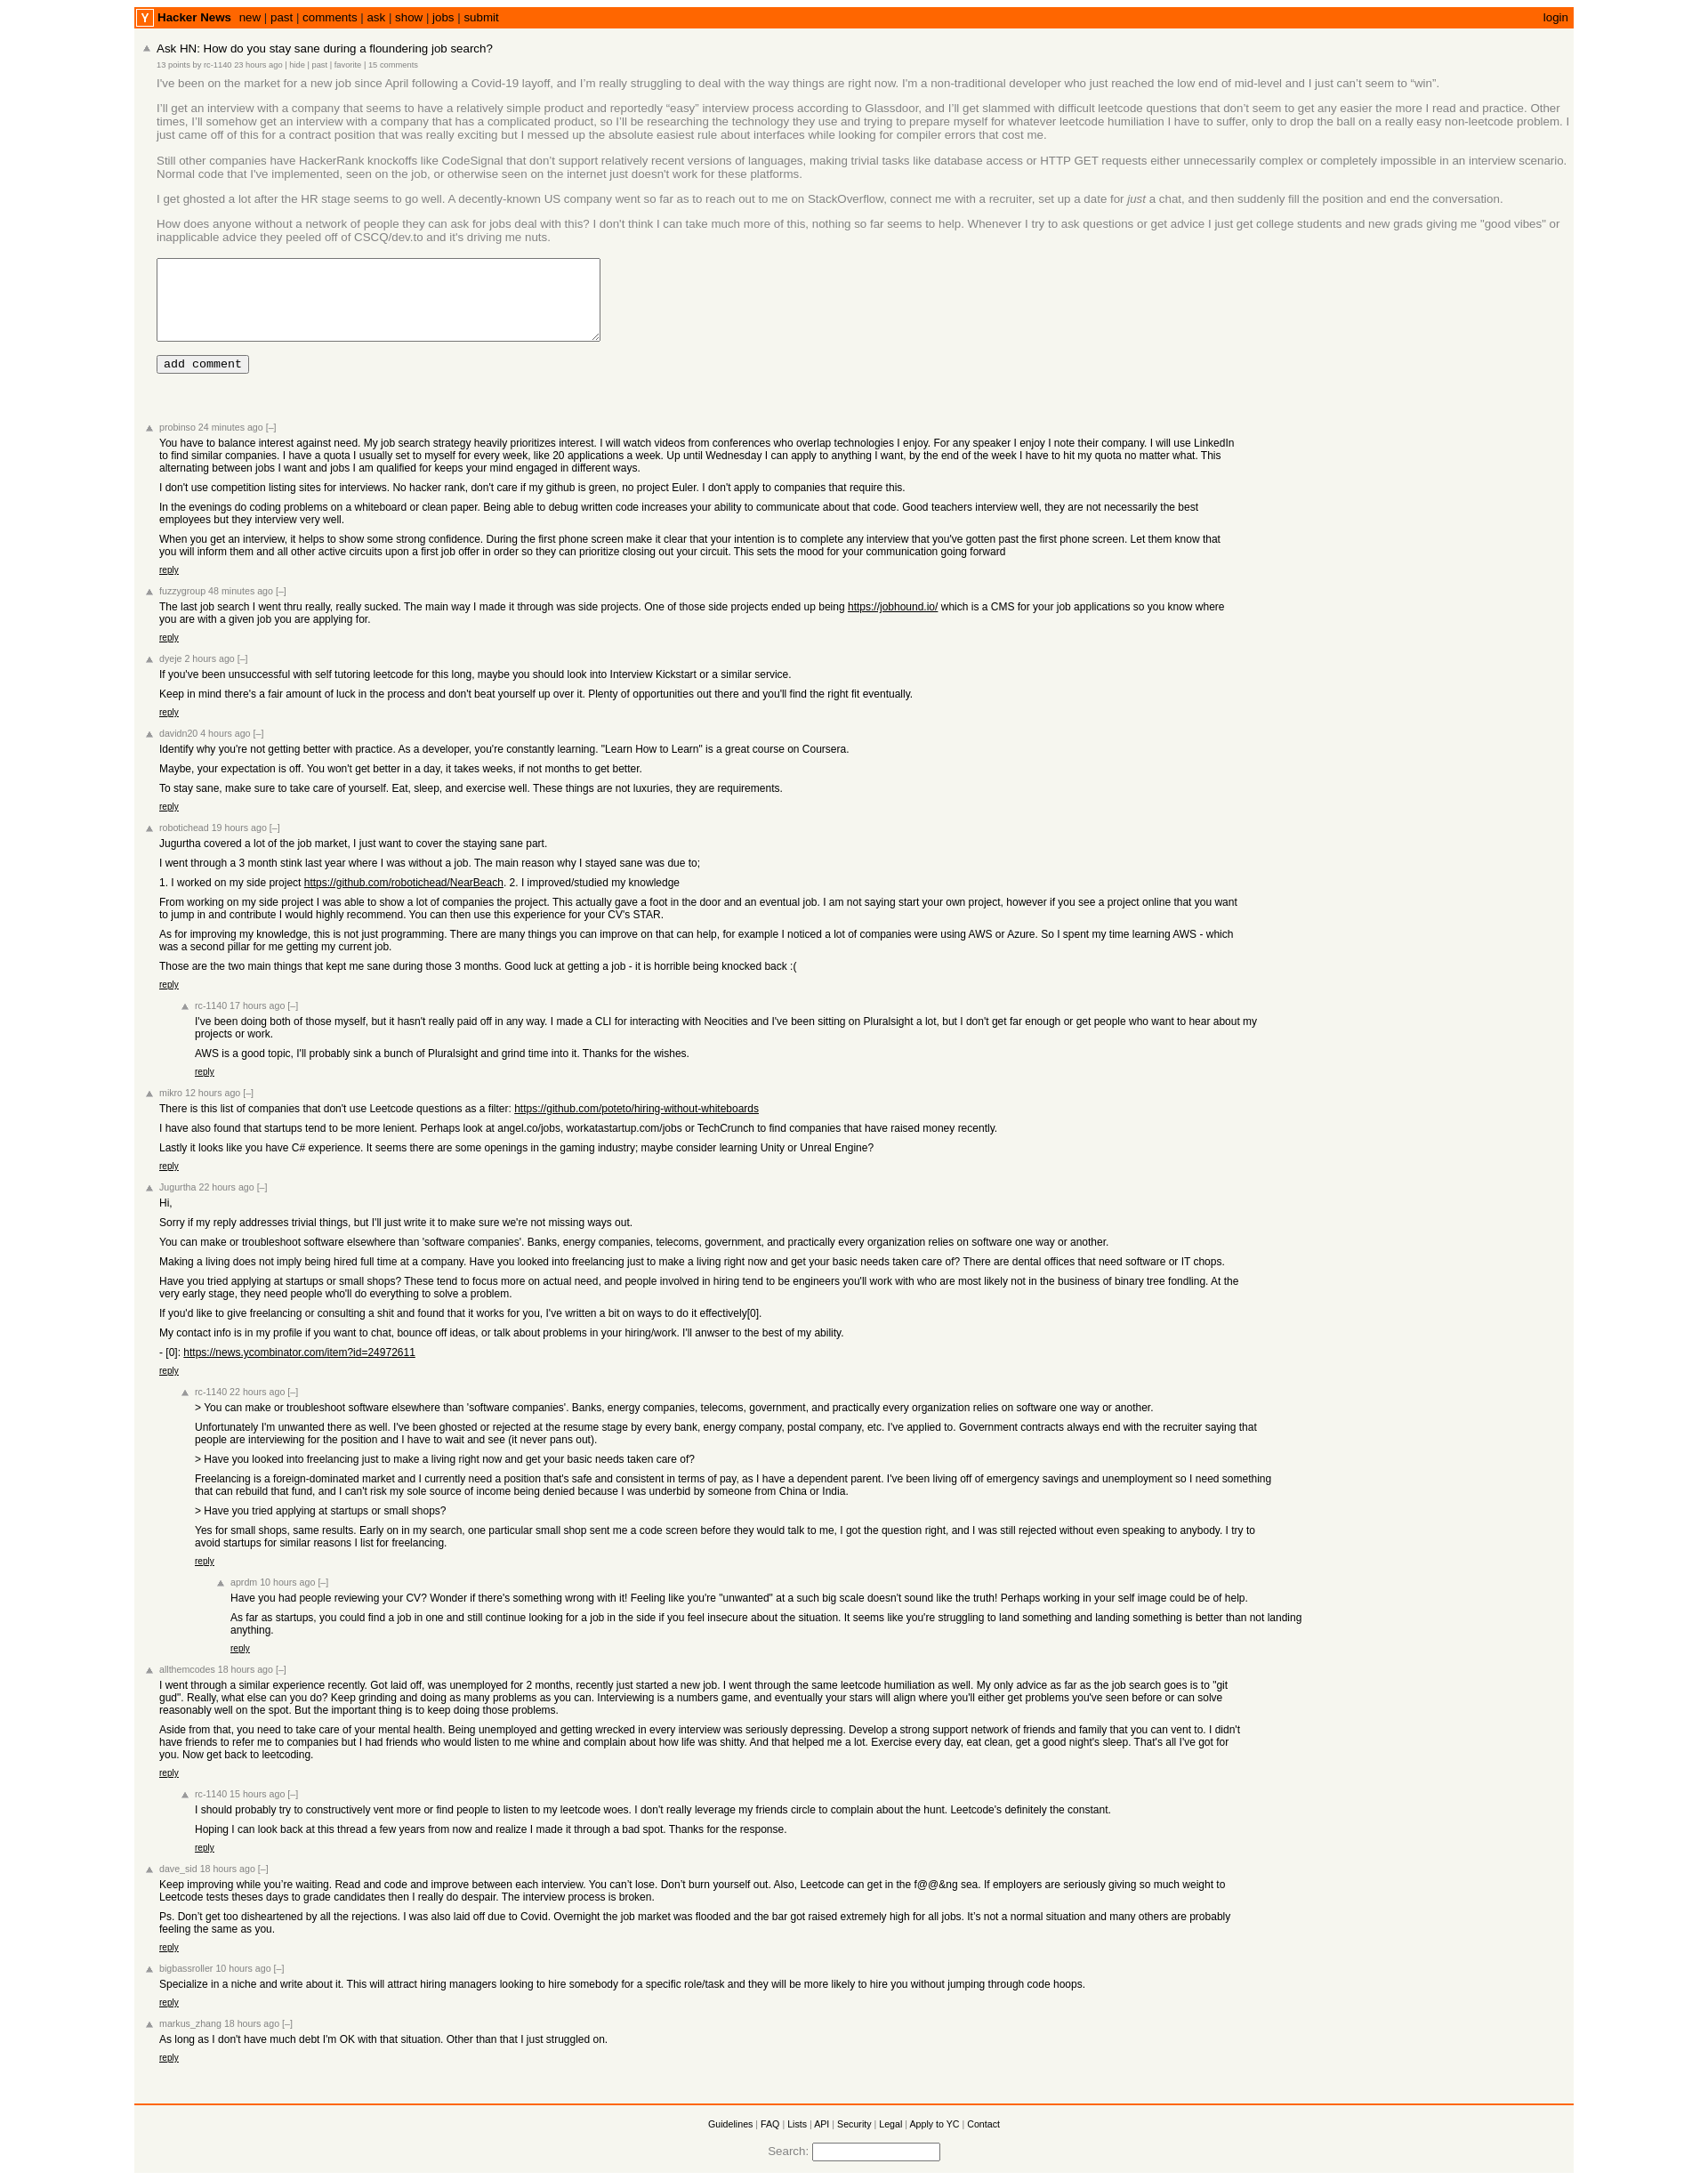 Y Hacker News new | past | comments | ask | show | jobs | submit login
Ask HN: How do you stay sane during a floundering job search?
13 points by rc-1140 23 hours ago | hide | past | favorite | 15 comments
I've been on the market for a new job since April following a Covid-19 layoff, and I’m really struggling to deal with the way things are right now. I'm a non-traditional developer who just reached the low end of mid-level and I just can’t seem to “win”.
I’ll get an interview with a company that seems to have a relatively simple product and reportedly “easy” interview process according to Glassdoor, and I’ll get slammed with difficult leetcode questions that don’t seem to get any easier the more I read and practice. Other
times, I’ll somehow get an interview with a company that has a complicated product, so I’ll be researching the technology they use and trying to prepare myself for whatever leetcode humiliation I have to suffer, only to drop the ball on a really easy non-leetcode problem. I
just came off of this for a contract position that was really exciting but I messed up the absolute easiest rule about interfaces while looking for compiler errors that cost me.
Still other companies have HackerRank knockoffs like CodeSignal that don’t support relatively recent versions of languages, making trivial tasks like database access or HTTP GET requests either unnecessarily complex or completely impossible in an interview scenario.
Normal code that I've implemented, seen on the job, or otherwise seen on the internet just doesn't work for these platforms.
I get ghosted a lot after the HR stage seems to go well. A decently-known US company went so far as to reach out to me on StackOverflow, connect me with a recruiter, set up a date for just a chat, and then suddenly fill the position and end the conversation.
How does anyone without a network of people they can ask for jobs deal with this? I don't think I can take much more of this, nothing so far seems to help. Whenever I try to ask questions or get advice I just get college students and new grads giving me "good vibes" or
inapplicable advice they peeled off of CSCQ/dev.to and it's driving me nuts.
add comment
probinso 24 minutes ago [–]
You have to balance interest against need. My job search strategy heavily prioritizes interest. I will watch videos from conferences who overlap technologies I enjoy. For any speaker I enjoy I note their company. I will use LinkedIn
to find similar companies. I have a quota I usually set to myself for every week, like 20 applications a week. Up until Wednesday I can apply to anything I want, by the end of the week I have to hit my quota no matter what. This
alternating between jobs I want and jobs I am qualified for keeps your mind engaged in different ways.
I don't use competition listing sites for interviews. No hacker rank, don't care if my github is green, no project Euler. I don't apply to companies that require this.
In the evenings do coding problems on a whiteboard or clean paper. Being able to debug written code increases your ability to communicate about that code. Good teachers interview well, they are not necessarily the best
employees but they interview very well.
When you get an interview, it helps to show some strong confidence. During the first phone screen make it clear that your intention is to complete any interview that you've gotten past the first phone screen. Let them know that
you will inform them and all other active circuits upon a first job offer in order so they can prioritize closing out your circuit. This sets the mood for your communication going forward
reply
fuzzygroup 48 minutes ago [–]
The last job search I went thru really, really sucked. The main way I made it through was side projects. One of those side projects ended up being https://jobhound.io/ which is a CMS for your job applications so you know where
you are with a given job you are applying for.
reply
dyeje 2 hours ago [–]
If you've been unsuccessful with self tutoring leetcode for this long, maybe you should look into Interview Kickstart or a similar service.
Keep in mind there's a fair amount of luck in the process and don't beat yourself up over it. Plenty of opportunities out there and you'll find the right fit eventually.
reply
davidn20 4 hours ago [–]
Identify why you're not getting better with practice. As a developer, you're constantly learning. "Learn How to Learn" is a great course on Coursera.
Maybe, your expectation is off. You won't get better in a day, it takes weeks, if not months to get better.
To stay sane, make sure to take care of yourself. Eat, sleep, and exercise well. These things are not luxuries, they are requirements.
reply
robotichead 19 hours ago [–]
Jugurtha covered a lot of the job market, I just want to cover the staying sane part.
I went through a 3 month stink last year where I was without a job. The main reason why I stayed sane was due to;
1. I worked on my side project https://github.com/robotichead/NearBeach. 2. I improved/studied my knowledge
From working on my side project I was able to show a lot of companies the project. This actually gave a foot in the door and an eventual job. I am not saying start your own project, however if you see a project online that you want
to jump in and contribute I would highly recommend. You can then use this experience for your CV's STAR.
As for improving my knowledge, this is not just programming. There are many things you can improve on that can help, for example I noticed a lot of companies were using AWS or Azure. So I spent my time learning AWS - which
was a second pillar for me getting my current job.
Those are the two main things that kept me sane during those 3 months. Good luck at getting a job - it is horrible being knocked back :(
reply
rc-1140 17 hours ago [–]
I've been doing both of those myself, but it hasn't really paid off in any way. I made a CLI for interacting with Neocities and I've been sitting on Pluralsight a lot, but I don't get far enough or get people who want to hear about my
projects or work.
AWS is a good topic, I'll probably sink a bunch of Pluralsight and grind time into it. Thanks for the wishes.
reply
mikro 12 hours ago [–]
There is this list of companies that don't use Leetcode questions as a filter: https://github.com/poteto/hiring-without-whiteboards
I have also found that startups tend to be more lenient. Perhaps look at angel.co/jobs, workatastartup.com/jobs or TechCrunch to find companies that have raised money recently.
Lastly it looks like you have C# experience. It seems there are some openings in the gaming industry; maybe consider learning Unity or Unreal Engine?
reply
Jugurtha 22 hours ago [–]
Hi,
Sorry if my reply addresses trivial things, but I'll just write it to make sure we're not missing ways out.
You can make or troubleshoot software elsewhere than 'software companies'. Banks, energy companies, telecoms, government, and practically every organization relies on software one way or another.
Making a living does not imply being hired full time at a company. Have you looked into freelancing just to make a living right now and get your basic needs taken care of? There are dental offices that need software or IT chops.
Have you tried applying at startups or small shops? These tend to focus more on actual need, and people involved in hiring tend to be engineers you'll work with who are most likely not in the business of binary tree fondling. At the
very early stage, they need people who'll do everything to solve a problem.
If you'd like to give freelancing or consulting a shit and found that it works for you, I've written a bit on ways to do it effectively[0].
My contact info is in my profile if you want to chat, bounce off ideas, or talk about problems in your hiring/work. I'll anwser to the best of my ability.
- [0]: https://news.ycombinator.com/item?id=24972611
reply
rc-1140 22 hours ago [–]
> You can make or troubleshoot software elsewhere than 'software companies'. Banks, energy companies, telecoms, government, and practically every organization relies on software one way or another.
Unfortunately I'm unwanted there as well. I've been ghosted or rejected at the resume stage by every bank, energy company, postal company, etc. I've applied to. Government contracts always end with the recruiter saying that
people are interviewing for the position and I have to wait and see (it never pans out).
> Have you looked into freelancing just to make a living right now and get your basic needs taken care of?
Freelancing is a foreign-dominated market and I currently need a position that's safe and consistent in terms of pay, as I have a dependent parent. I've been living off of emergency savings and unemployment so I need something
that can rebuild that fund, and I can't risk my sole source of income being denied because I was underbid by someone from China or India.
> Have you tried applying at startups or small shops?
Yes for small shops, same results. Early on in my search, one particular small shop sent me a code screen before they would talk to me, I got the question right, and I was still rejected without even speaking to anybody. I try to
avoid startups for similar reasons I list for freelancing.
reply
aprdm 10 hours ago [–]
Have you had people reviewing your CV? Wonder if there's something wrong with it! Feeling like you're "unwanted" at a such big scale doesn't sound like the truth! Perhaps working in your self image could be of help.
As far as startups, you could find a job in one and still continue looking for a job in the side if you feel insecure about the situation. It seems like you're struggling to land something and landing something is better than not landing
anything.
reply
allthemcodes 18 hours ago [–]
I went through a similar experience recently. Got laid off, was unemployed for 2 months, recently just started a new job. I went through the same leetcode humiliation as well. My only advice as far as the job search goes is to "git
gud". Really, what else can you do? Keep grinding and doing as many problems as you can. Interviewing is a numbers game, and eventually your stars will align where you'll either get problems you've seen before or can solve
reasonably well on the spot. But the important thing is to keep doing those problems.
Aside from that, you need to take care of your mental health. Being unemployed and getting wrecked in every interview was seriously depressing. Develop a strong support network of friends and family that you can vent to. I didn't
have friends to refer me to companies but I had friends who would listen to me whine and complain about how life was shitty. And that helped me a lot. Exercise every day, eat clean, get a good night's sleep. That's all I've got for
you. Now get back to leetcoding.
reply
rc-1140 15 hours ago [–]
I should probably try to constructively vent more or find people to listen to my leetcode woes. I don't really leverage my friends circle to complain about the hunt. Leetcode's definitely the constant.
Hoping I can look back at this thread a few years from now and realize I made it through a bad spot. Thanks for the response.
reply
dave_sid 18 hours ago [–]
Keep improving while you’re waiting. Read and code and improve between each interview. You can’t lose. Don’t burn yourself out. Also, Leetcode can get in the f@@&ng sea. If employers are seriously giving so much weight to
Leetcode tests theses days to grade candidates then I really do despair. The interview process is broken.
Ps. Don’t get too disheartened by all the rejections. I was also laid off due to Covid. Overnight the job market was flooded and the bar got raised extremely high for all jobs. It’s not a normal situation and many others are probably
feeling the same as you.
reply
bigbassroller 10 hours ago [–]
Specialize in a niche and write about it. This will attract hiring managers looking to hire somebody for a specific role/task and they will be more likely to hire you without jumping through code hoops.
reply
markus_zhang 18 hours ago [–]
As long as I don't have much debt I'm OK with that situation. Other than that I just struggled on.
reply
Guidelines | FAQ | Lists | API | Security | Legal | Apply to YC | Contact
Search: